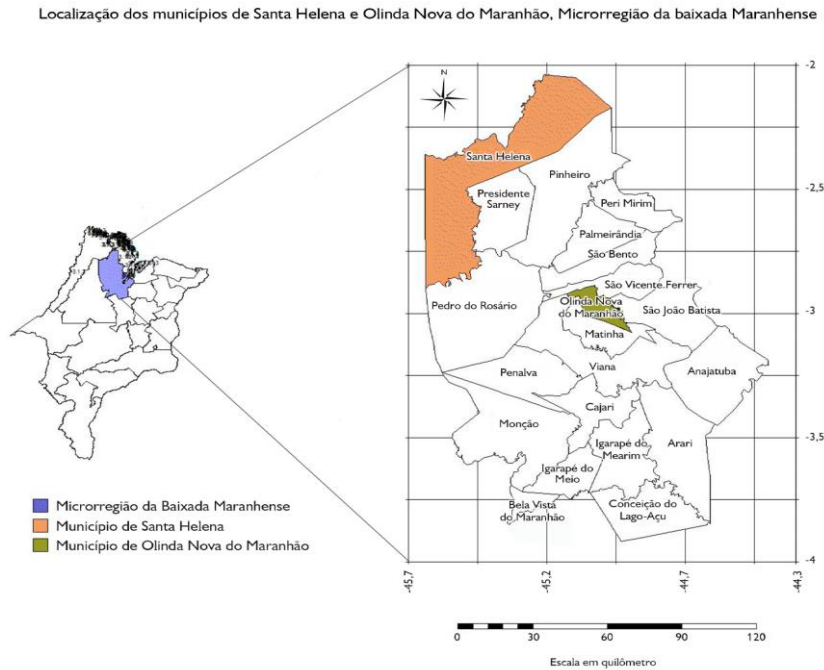 Localização dos municípios de Santa Helena e Olinda Nova do Maranhão, Microrregião da baixada Maranhense
N
-2
Santa Helena
Pinheiro
Presidente
Sarney
-2,5
Peri Mirim
Palmeirândia
São Bento
São Vicente Ferrer
Pedro do Rosário
Olinda Nova
do Maranhão
São João Batista
-3
Matinha
Penalva
Viana
Anajatuba
Cajari
Monção
Igarapé do
Mearim
Arari
-3,5
Igarapé do
Meio
Bela Vista
do Maranhão
Conceição do
Lago-Açu
-4
-45,7
-45,2
-44,7
-44,3
Microrregião da Baixada Maranhense
Município de Santa Helena
Município de Olinda Nova do Maranhão
0 30 60 90 120
Escala em quilômetro